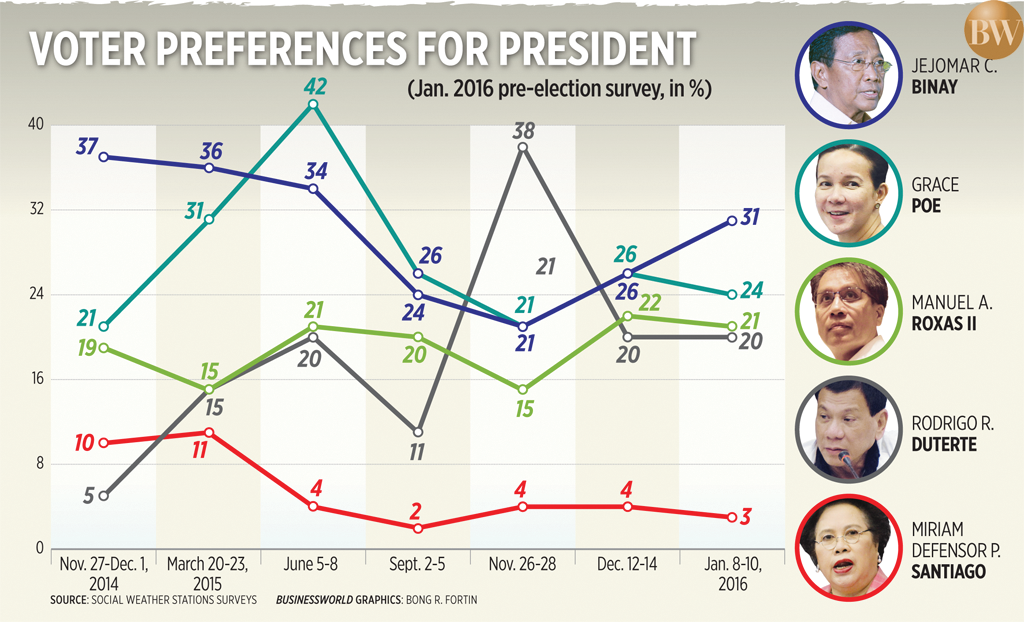 BW
VOTER PREFERENCES FOR PRESIDENT
(Jan. 2016 pre-election survey, in %)
JEJOMAR C.
BINAY
GRACE
POE
MANUEL A.
ROXAS II
RODRIGO R.
DUTERTE
MIRIAM
DEFENSOR P.
SANTIAGO
40
32
24
16
8
0
37
36
34
24
21
26
31
21
31
42
26
21
26
24
19
15
21
20
15
22
21
5
15
20
11
38
21
20
20
10
11
4
2
4
4
3
Nov. 27-Dec. 1,
2014
March 20-23,
2015
June 5-8
Sept. 2-5
Nov. 26-28
Dec. 12-14
Jan. 8-10,
2016
SOURCE: SOCIAL WEATHER STATIONS SURVEYS BUSINESSWORLD GRAPHICS: BONG R. FORTIN